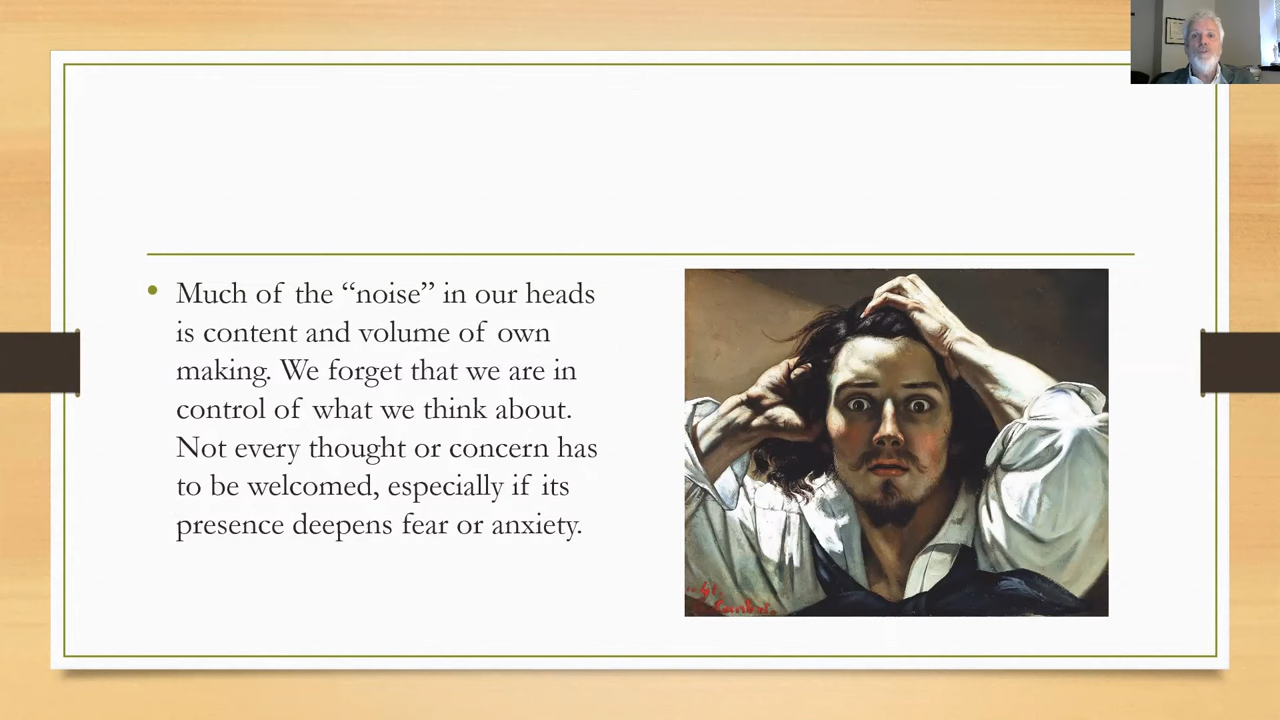 Much of the “noise” in our heads
is content and volume of own
making. We forget that we are in
control of what we think about.
Not every thought or concern has
to be welcomed, especially if its
presence deepens fear or anxiety.